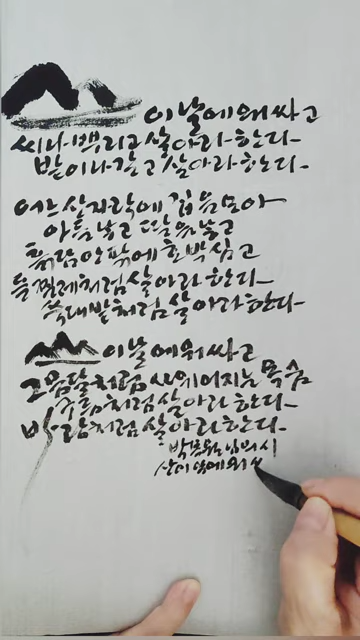 이 날 에워싸고
씨나 뿌리고 살아라 한다
밭이나 갈고 살아라 한다
어느 산자락에 집을 모아
아들 낳고 딸을 낳고
흙담 안팎에 호박 심고
들찔레처럼 살아라 한다
쑥대밭처럼 살아라 한다
이 날 에워싸고
그믐달처럼 사위어지는 목숨
구름처럼 살아라 한다
바람처럼 살아라 한다
박목월님의 시
산이 날 에워싸